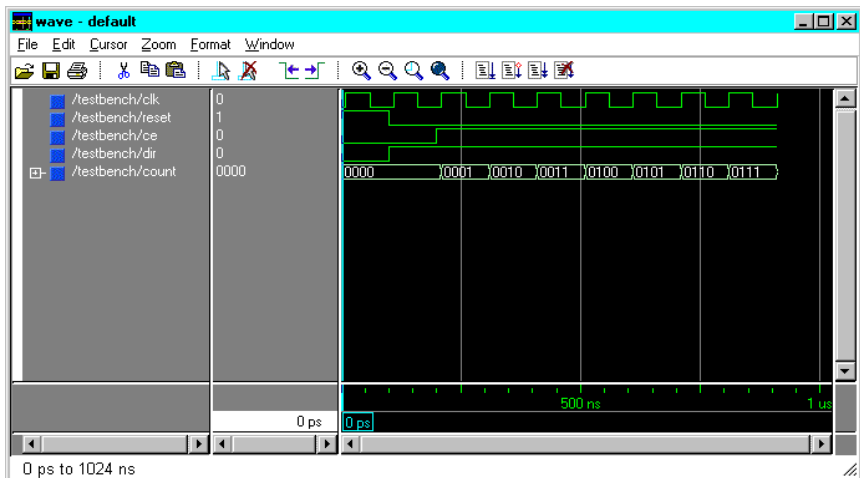 wave - default
File Edit Cursor Zoom Format Window
/testbench/clk 0
/testbench/reset 1
/testbench/ce 0
/testbench/dir 0
/testbench/count 0000 0000 0001 0010 0011 0100 0101 0110 0111
500 ns 1 us
0 ps 0 ps
0 ps to 1024 ns